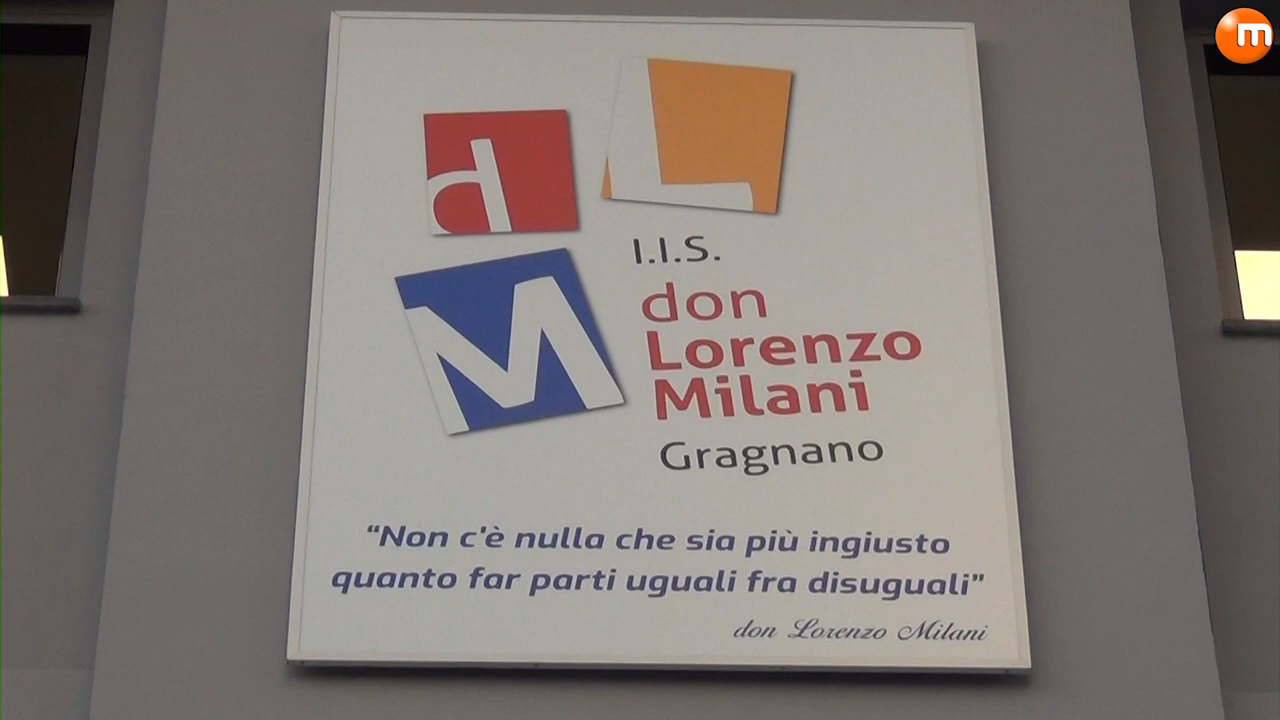 m
d L
M
I.I.S.
don
Lorenzo
Milani
Gragnano
“Non c'è nulla che sia più ingiusto
quanto far parti uguali fra disuguali”
don Lorenzo Milani